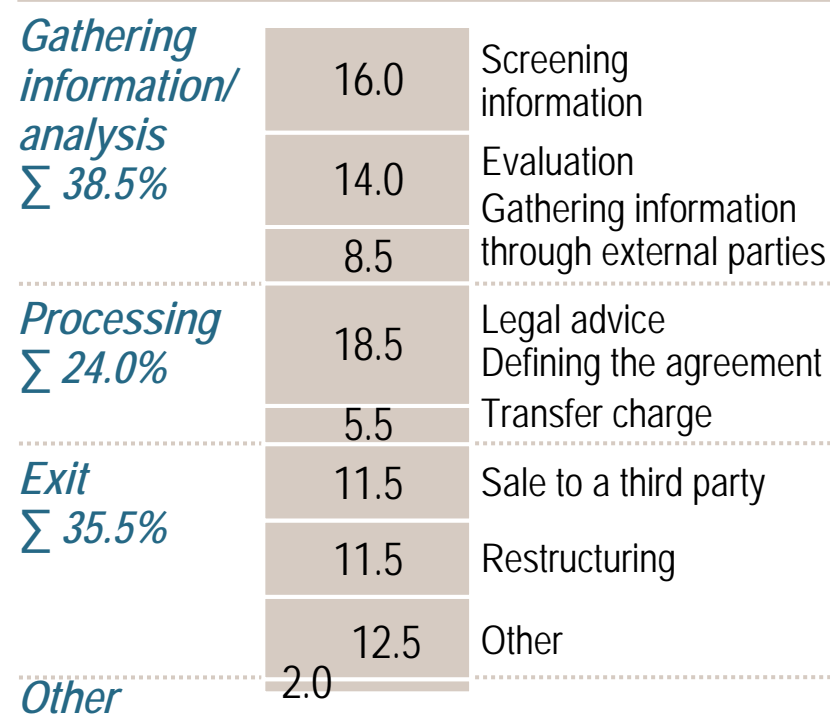 Gathering
information/
analysis
∑ 38.5%
16.0
Screening
information
14.0
Evaluation
8.5
Gathering information
through external parties
Processing
∑ 24.0%
18.5
Legal advice
Defining the agreement
5.5
Transfer charge
Exit
∑ 35.5%
11.5
Sale to a third party
11.5
Restructuring
12.5
Other
Other
2.0